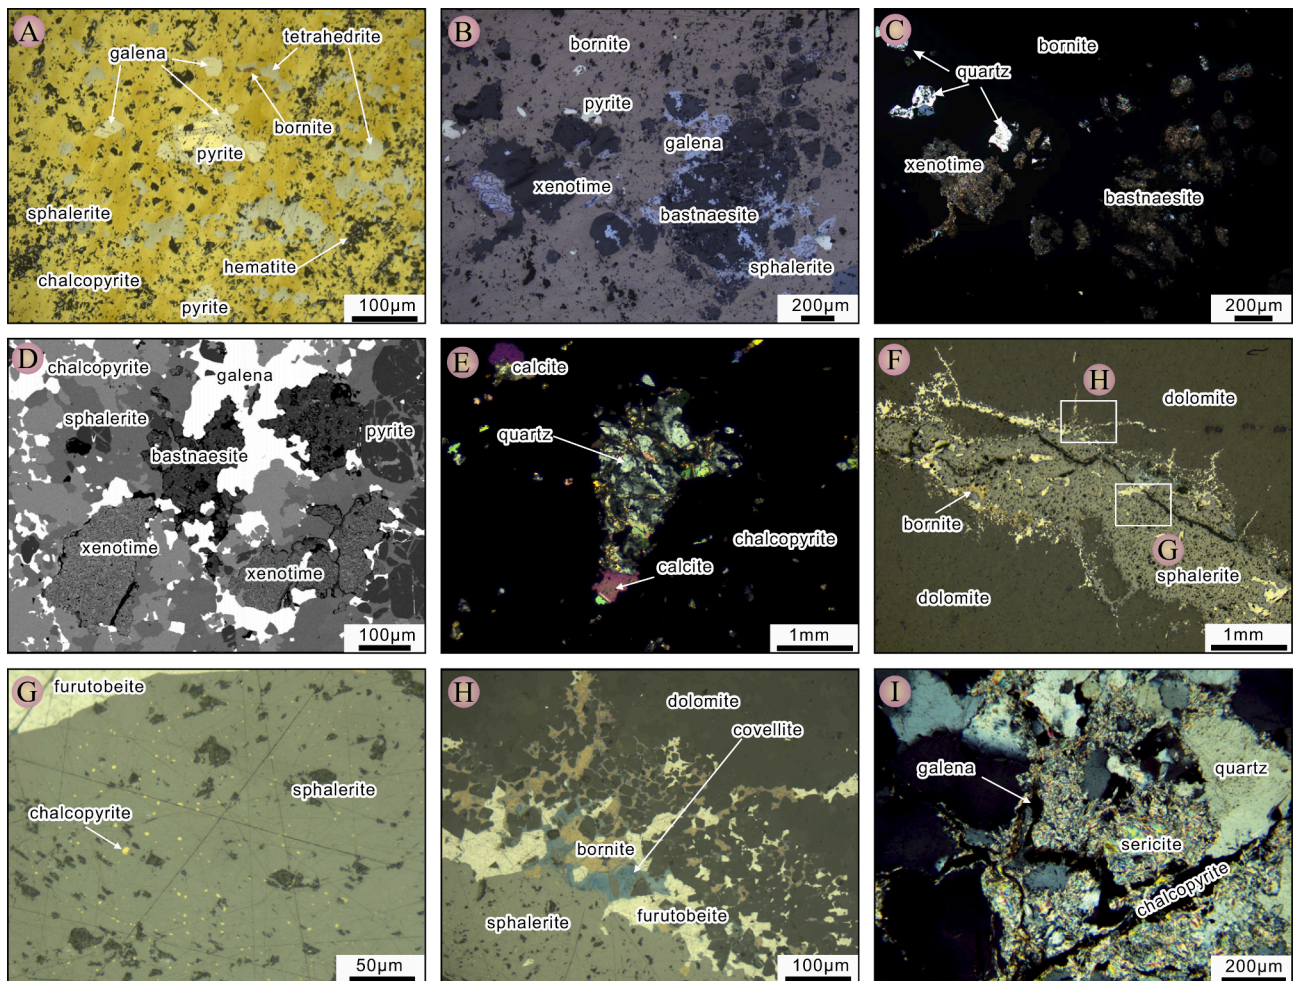 A
galena
tetrahedrite
bornite
pyrite
sphalerite
hematite
chalcopyrite
pyrite
100μm
B
bornite
pyrite
galena
xenotime
bastnaesite
sphalerite
200μm
C
bornite
quartz
xenotime
bastnaesite
200μm
D
chalcopyrite
galena
sphalerite
pyrite
bastnaesite
xenotime
xenotime
100μm
E
calcite
quartz
chalcopyrite
calcite
1mm
F
H
dolomite
bornite
G
sphalerite
dolomite
1mm
G
furutobeite
sphalerite
chalcopyrite
50μm
H
dolomite
covellite
bornite
furutobeite
sphalerite
100μm
I
galena
quartz
sericite
chalcopyrite
200μm